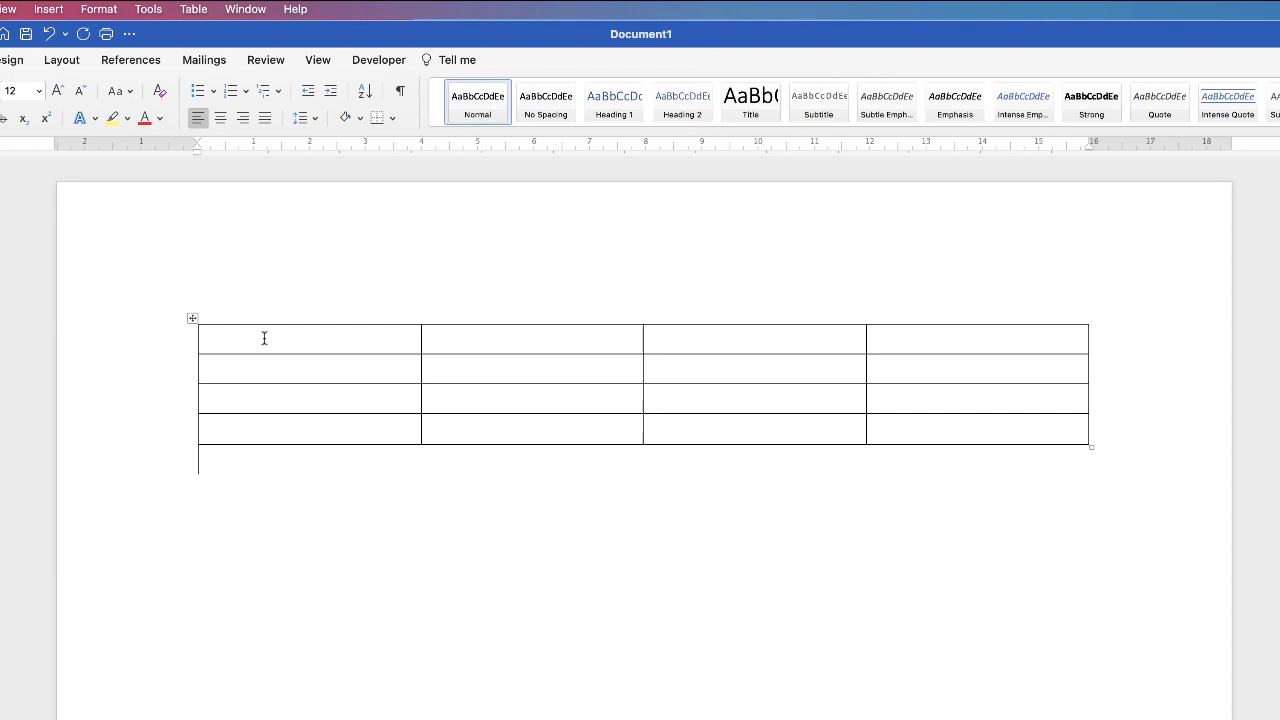 Insert Format Tools Table Window Help
Document1
Layout References Mailings Review View Developer Tell me
12 Aa
AaBbCcDdEe AaBbCcDdEe AaBbCcDc AaBbCcDdEe AaBb( AaBbCcDdEe AaBbCcDdEe AaBbCcDdEe AaBbCcDdEe AaBbCcDdEe AaBbCcDdEe AaBbCcDdEe
Normal No Spacing Heading 1 Heading 2 Title Subtitle Subtle Emph... Emphasis Intense Emp... Strong Quote Intense Quote
2 1 1 2 3 4 5 6 7 8 9 10 11 12 13 14 15 16 17 18